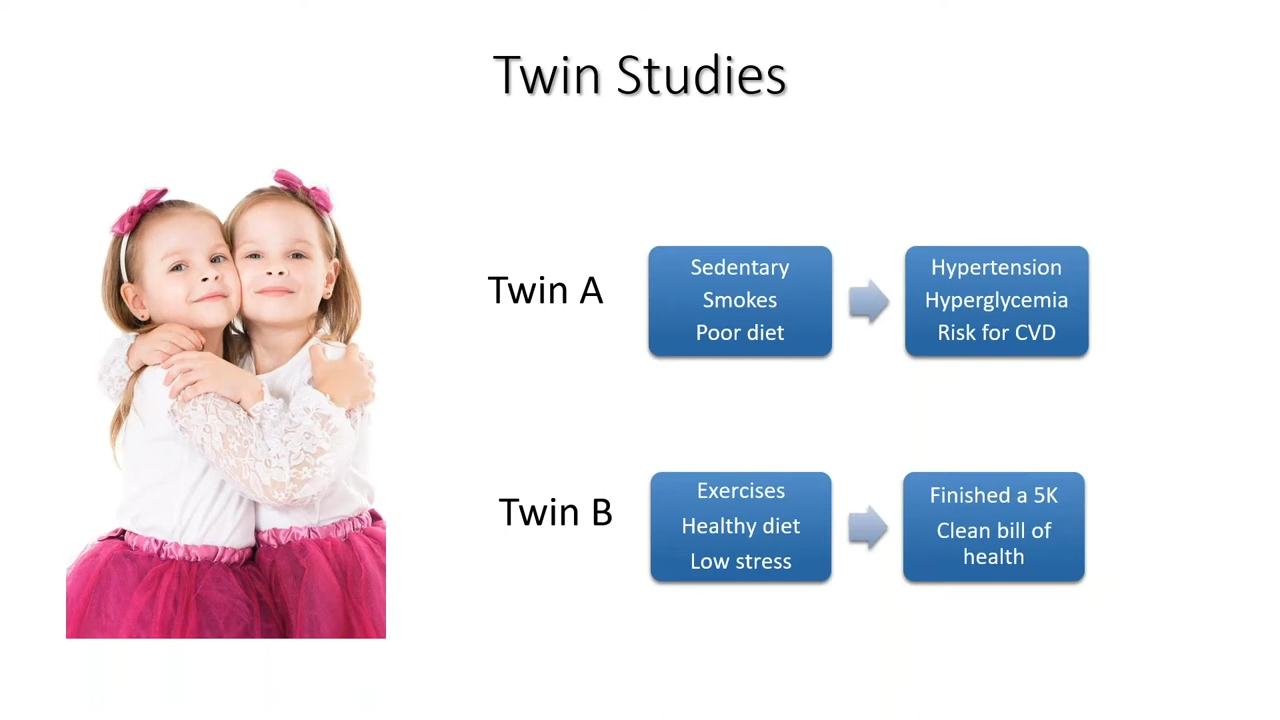 Twin Studies
Twin A
Sedentary
Smokes
Poor diet
Hypertension
Hyperglycemia
Risk for CVD
Twin B
Exercises
Healthy diet
Low stress
Finished a 5K
Clean bill of
health